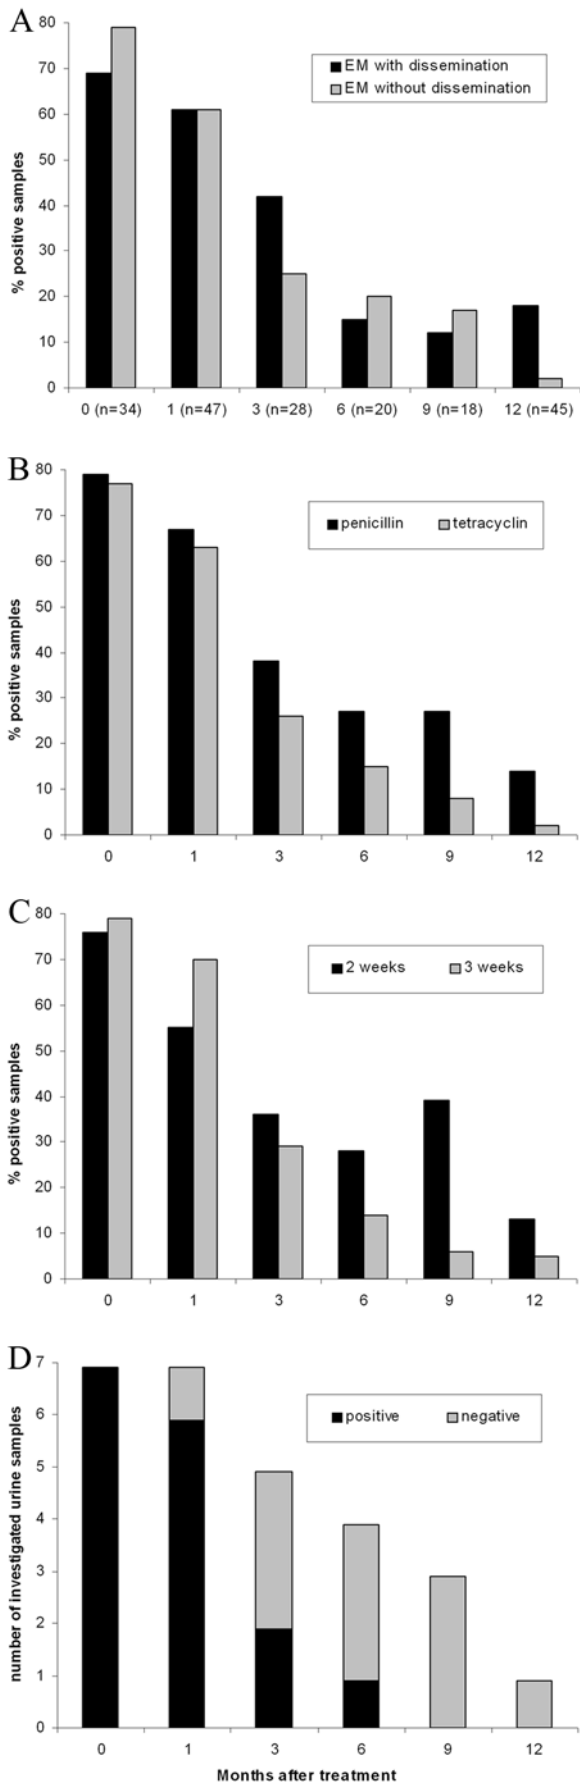 A
80
70
60
50
40
30
20
10
0
% positive samples
EM with dissemination
EM without dissemination
0 (n=34) 1 (n=47) 3 (n=28) 6 (n=20) 9 (n=18) 12 (n=45)
B
80
70
60
50
40
30
20
10
0
% positive samples
penicillin tetracyclin
0 1 3 6 9 12
C
80
70
60
50
40
30
20
10
0
% positive samples
2 weeks 3 weeks
0 1 3 6 9 12
D
7
6
5
4
3
2
1
0
number of investigated urine samples
positive negative
0 1 3 6 9 12
Months after treatment